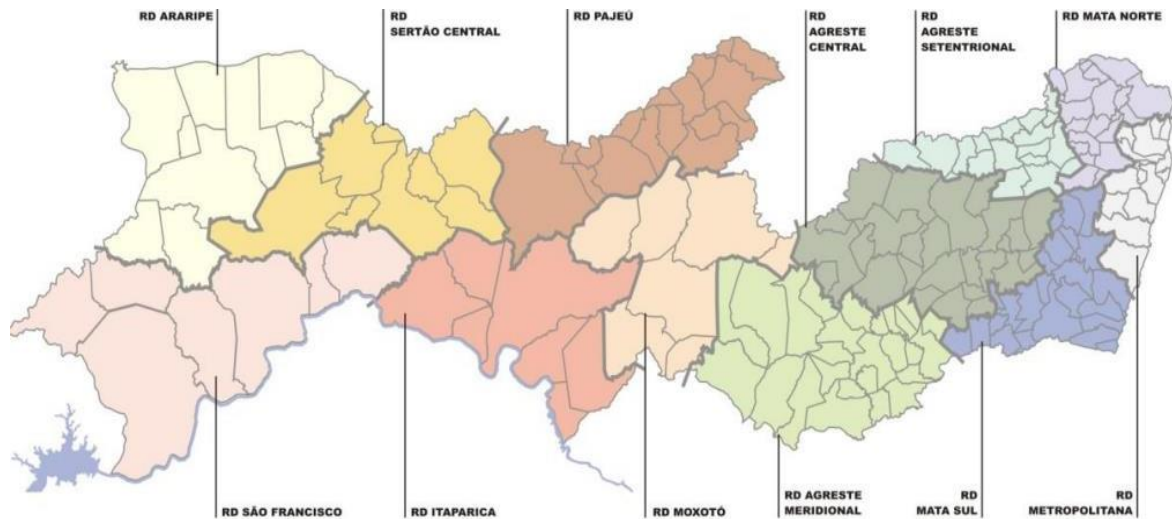 RD ARARIPE
RD
SERTÃO CENTRAL
RD PAJEÚ
RD
AGRESTE
CENTRAL
RD
AGRESTE
SETENTRIONAL
RD MATA NORTE
RD SÃO FRANCISCO
RD ITAPARICA
RD MOXOTÓ
RD AGRESTE
MERIDIONAL
RD
MATA SUL
RD
METROPOLITANA